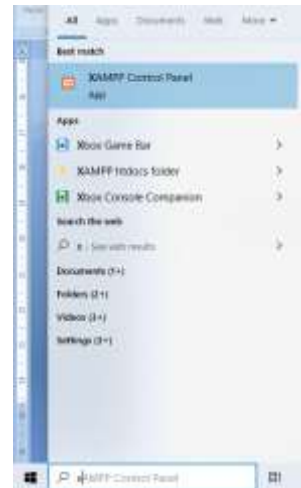 All Apps Documents Web More
Best match
XAMPP Control Panel
App
Apps
Xbox Game Bar
XAMPP htdocs folder
Xbox Console Companion
Search the web
x - See web results
Documents (1+)
Folders (2+)
Videos (3+)
Settings (3+)
xAMPP Control Panel